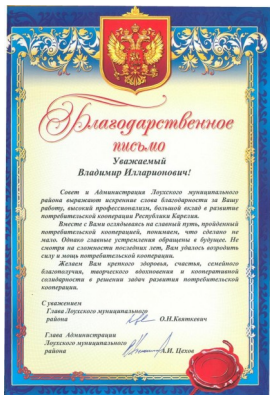 Благодарственное
письмо
Уважаемый
Владимир Илларионович!
Совет и Администрация Лоухского муниципального
района выражают искренние слова благодарности за Вашу
работу, высокий профессионализм, большой вклад в развитие
потребительской кооперации Республики Карелия.
Вместе с Вами оглядываясь на славный путь, пройденный
потребительской кооперацией, понимаем, что сделано не
мало. Однако главные устремления обращены в будущее. Не
смотря на сложности последних лет, Вам удалось возродить
силу и мощь потребительской кооперации.
Желаем Вам крепкого здоровья, счастья, семейного
благополучия, творческого вдохновения и кооперативной
солидарности в решении задач развития потребительской
кооперации.
С уважением
Глава Лоухского муниципального
района О.Н.Квяткевич
Глава Администрации
Лоухского муниципального
района А.И. Цехов